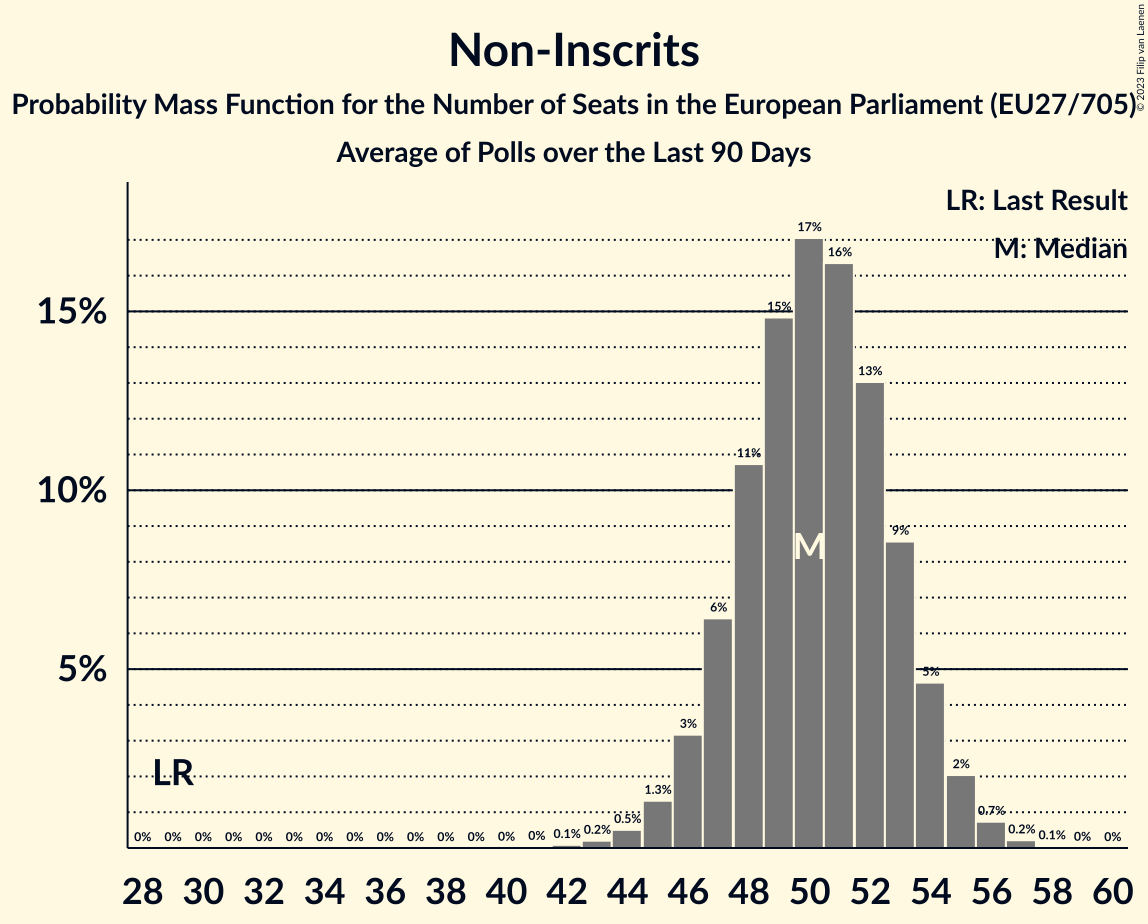 Non-Inscrits
Probability Mass Function for the Number of Seats in the European Parliament (EU27/705)
Average of Polls over the Last 90 Days
© 2023 Filip van Laenen
LR: Last Result
M: Median
15%
10%
5%
0% 0% 0% 0% 0% 0% 0% 0% 0% 0% 0% 0% 0% 0% 0.1% 0.2% 0.5% 1.3% 3% 6% 11% 15% 17% 16% 13% 9% 5% 2% 0.7% 0.2% 0.1% 0% 0%
LR
M
28 30 32 34 36 38 40 42 44 46 48 50 52 54 56 58 60